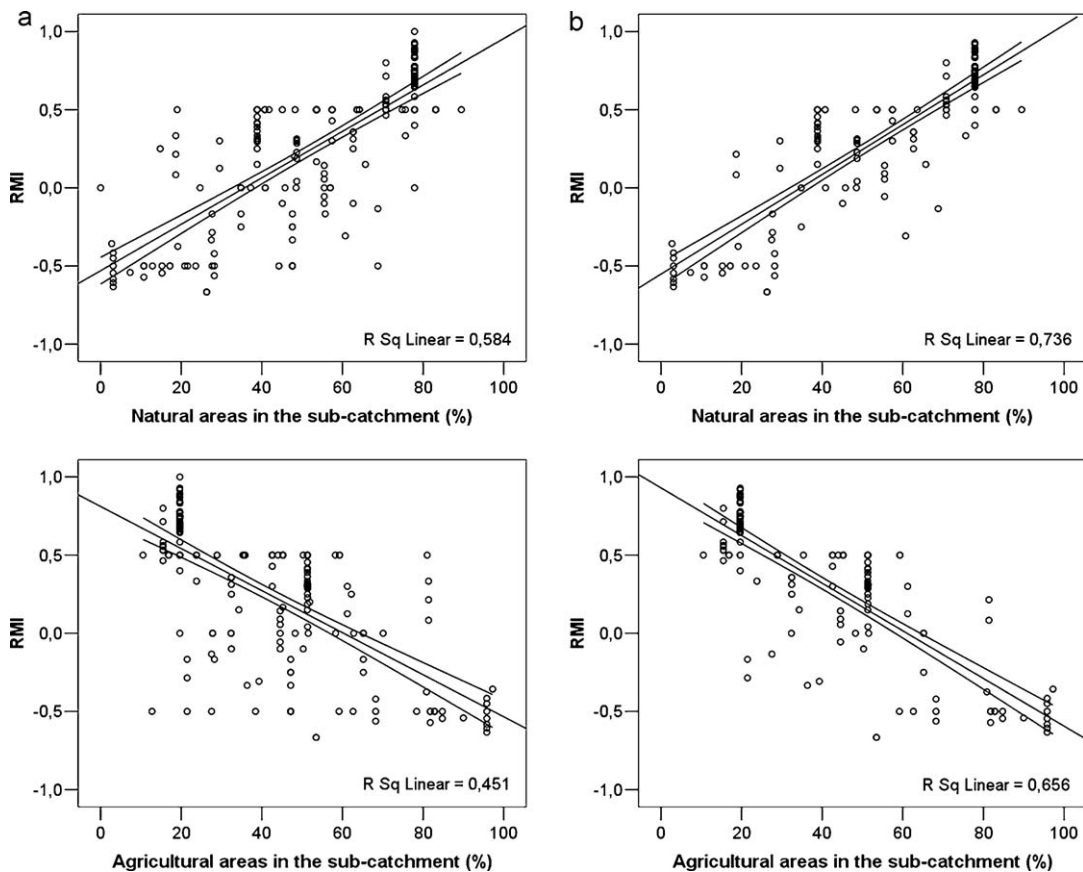 a
1,0
0,5
0,0
-0,5
-1,0
RMI
R Sq Linear = 0,584
0 20 40 60 80 100
Natural areas in the sub-catchment (%)
b
1,0
0,5
0,0
-0,5
-1,0
RMI
R Sq Linear = 0,736
0 20 40 60 80 100
Natural areas in the sub-catchment (%)
1,0
0,5
0,0
-0,5
-1,0
RMI
R Sq Linear = 0,451
0 20 40 60 80 100
Agricultural areas in the sub-catchment (%)
1,0
0,5
0,0
-0,5
-1,0
RMI
R Sq Linear = 0,656
0 20 40 60 80 100
Agricultural areas in the sub-catchment (%)